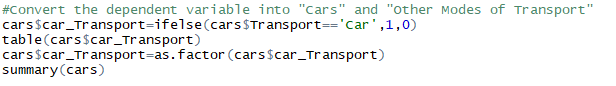 #Convert the dependent variable into "Cars" and "Other Modes of Transport"
cars$car_Transport=ifelse(cars$Transport=='Car',1,0)
table(cars$car_Transport)
cars$car_Transport=as.factor(cars$car_Transport)
summary(cars)